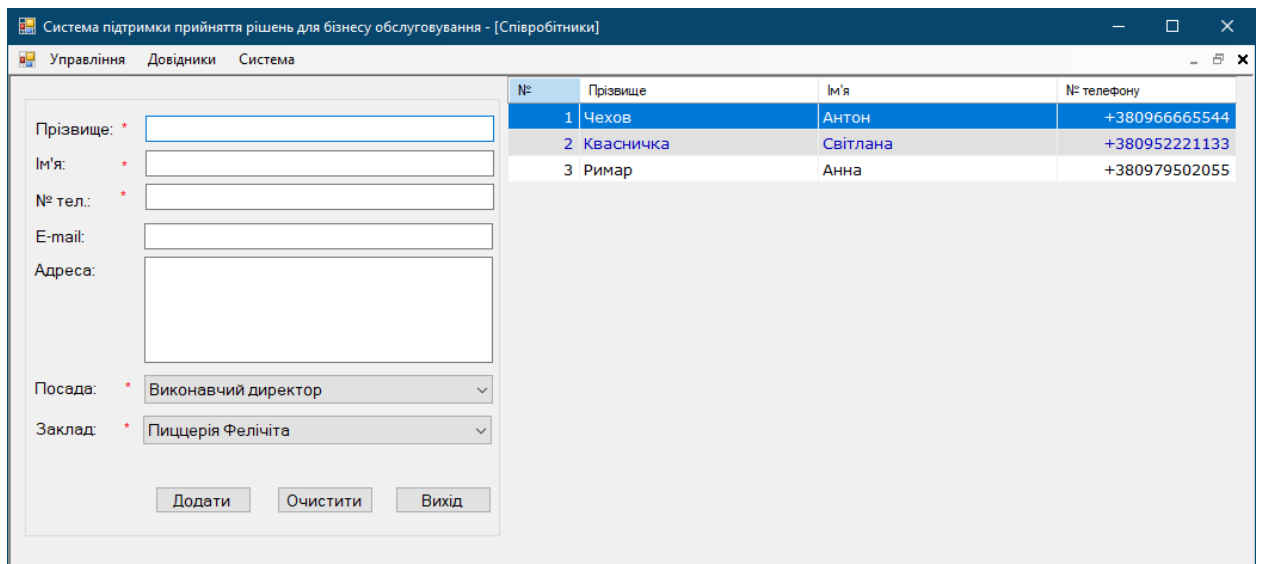 Система підтримки прийняття рішень для бізнесу обслуговування - [Співробітники]
Управління Довідники Система
Прізвище: *
Ім'я: *
№ тел.: *
E-mail:
Адреса:
Посада: * Виконавчий директор
Заклад: * Пиццерія Фелічіта
Додати Очистити Вихід
№ Прізвище Ім'я № телефону
1 Чехов Антон +380966665544
2 Квасничка Світлана +380952221133
3 Римар Анна +380979502055